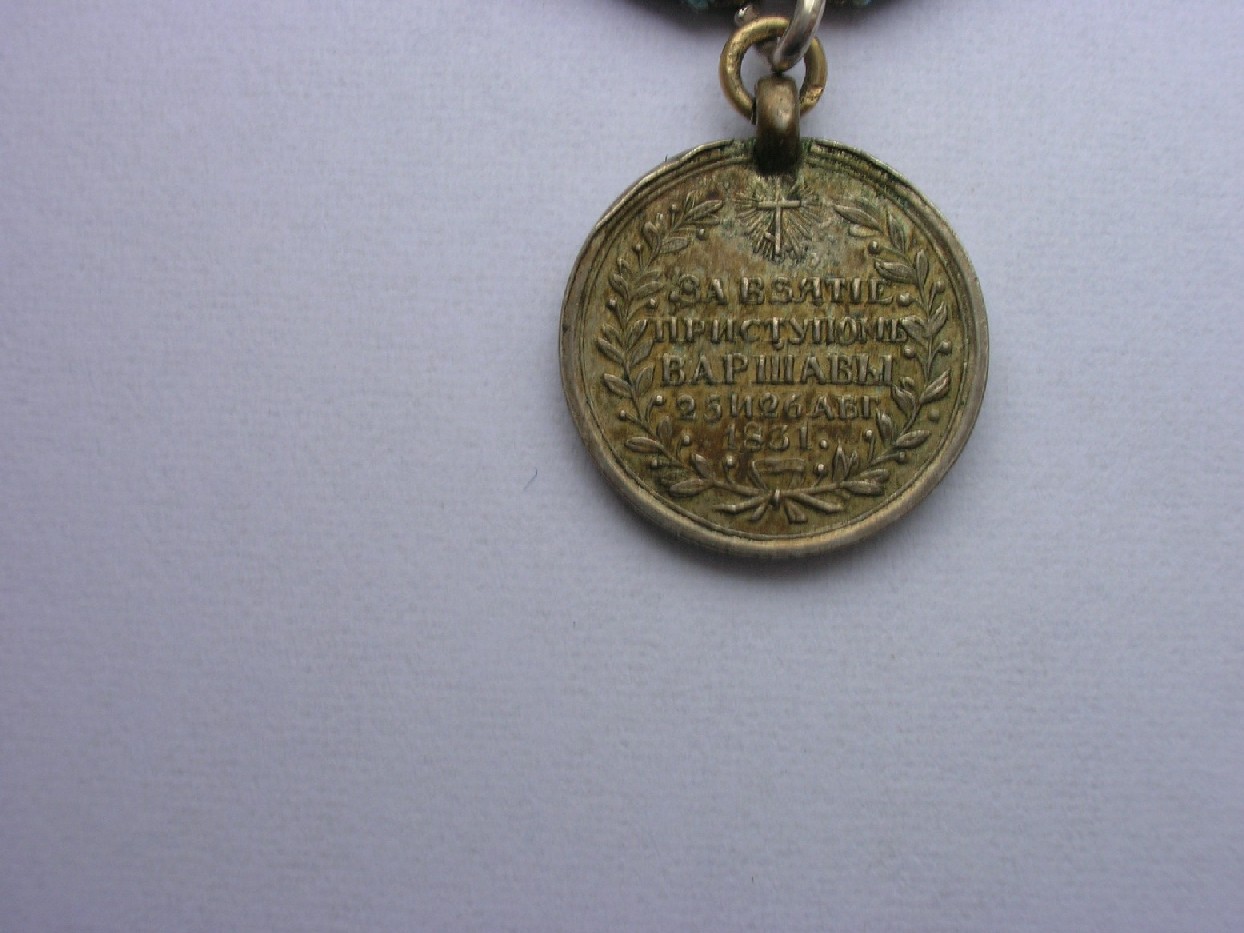 ЗА ВЗЯТІЕ
ПРИСТУПОМЪ
ВАРШАВЫ
25 И 26 АВГ.
1831.